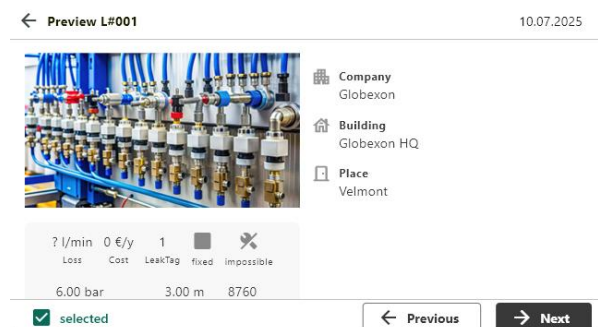 Preview L#001
10.07.2025
Company
Globexon
Building
Globexon HQ
Place
Velmont
? l/min 0 €/y 1
Loss Cost LeakTag fixed impossible
6.00 bar 3.00 m 8760
selected
Previous
Next